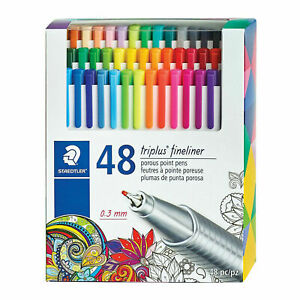 STAEDTLER
48 triplus® fineliner
porous point pens
feutres à pointe poreuse
plumas de punta porosa
0.3 mm
48 pc/pz